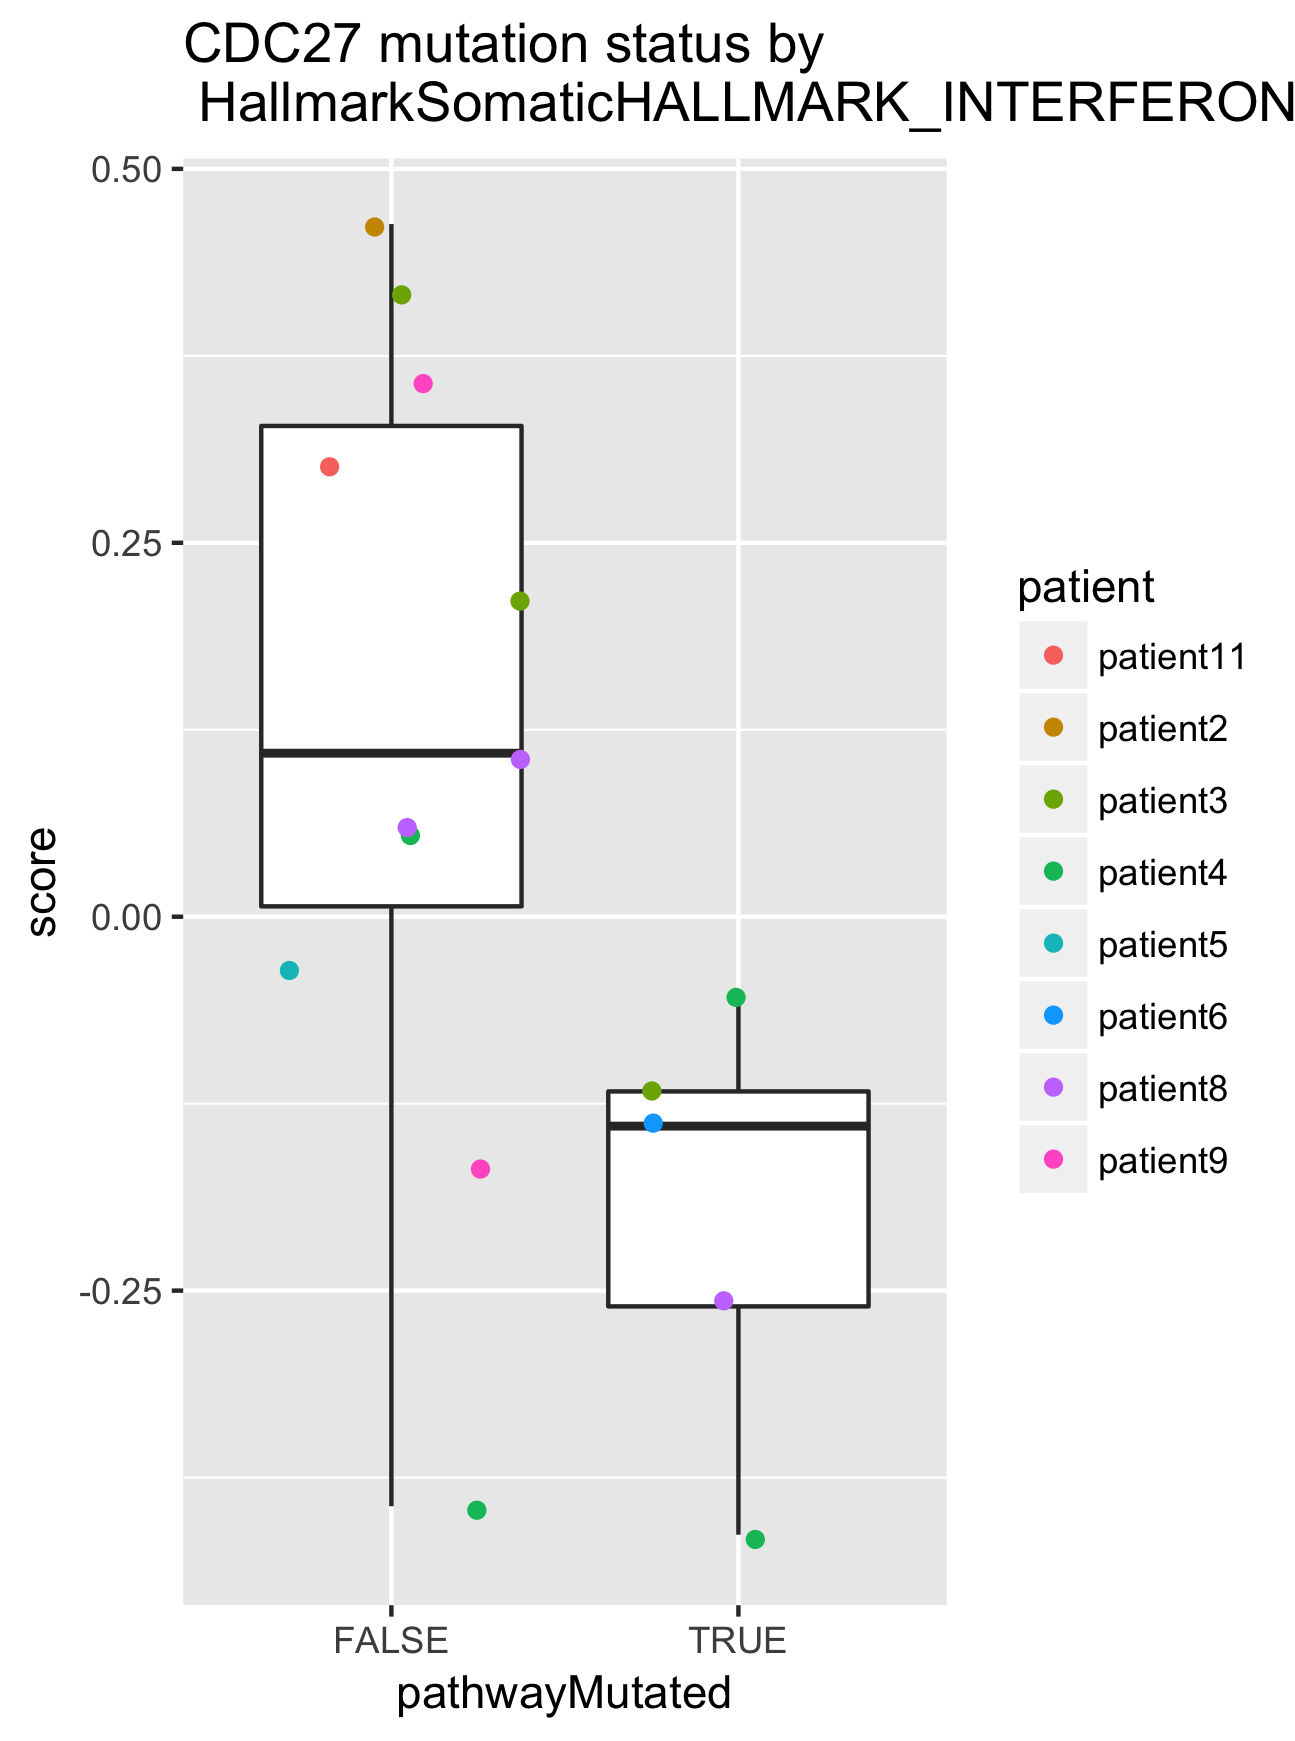 CDC27 mutation status by
HallmarkSomaticHALLMARK_INTERFERON
0.50
0.25
0.00
-0.25
score
FALSE
TRUE
pathwayMutated
patient
patient11
patient2
patient3
patient4
patient5
patient6
patient8
patient9